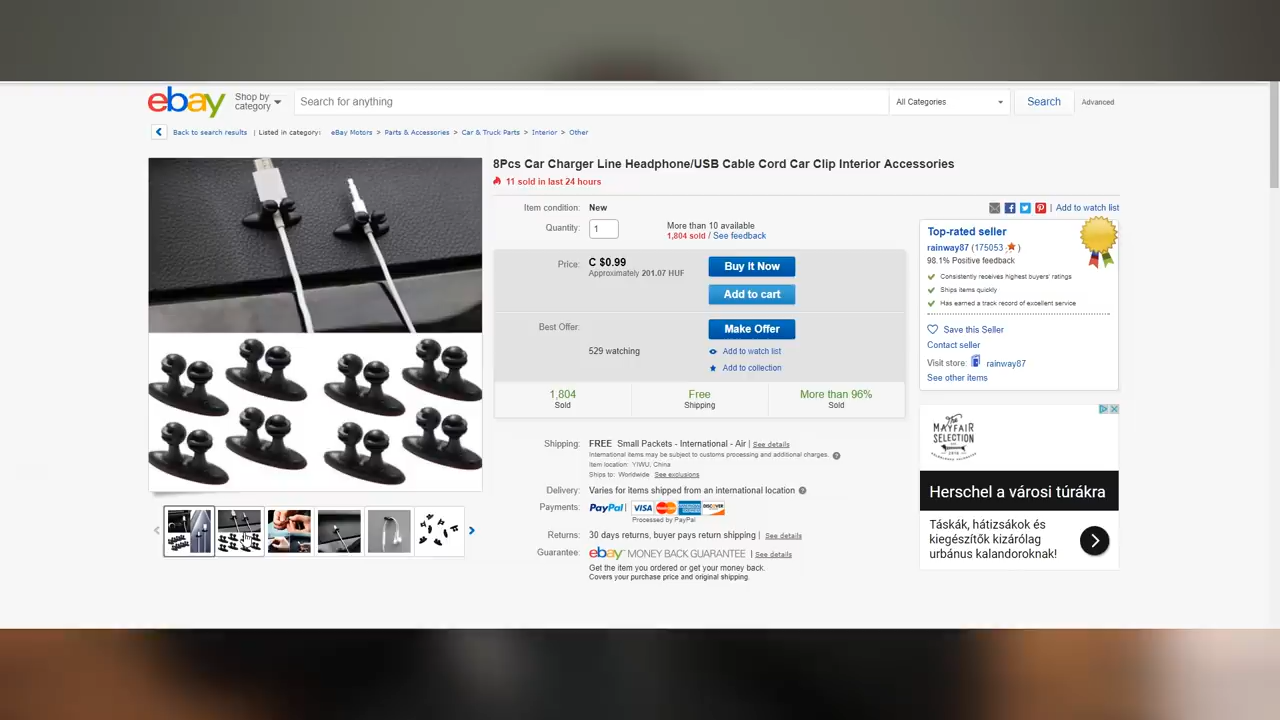 ebay
Shop by
category
Search for anything
All Categories
Search
Advanced
Back to search results | Listed in category: eBay Motors > Parts & Accessories > Car & Truck Parts > Interior > Other
8Pcs Car Charger Line Headphone/USB Cable Cord Car Clip Interior Accessories
11 sold in last 24 hours
Item condition: New
| Add to watch list
Quantity: 1
More than 10 available
1,804 sold / See feedback
Price: C $0.99
Approximately 201.07 HUF
Buy It Now
Add to cart
Best Offer:
Make Offer
529 watching
Add to watch list
Add to collection
1,804
Sold
Free
Shipping
More than 96%
Sold
Top-rated seller
rainway87 (175053 )
98.1% Positive feedback
Consistently receives highest buyers' ratings
Ships items quickly
Has earned a track record of excellent service
Save this Seller
Contact seller
Visit store: rainway87
See other items
Shipping: FREE Small Packets - International - Air | See details
International items may be subject to customs processing and additional charges.
Item location: YIWU, China
Ships to: Worldwide See exclusions
Delivery: Varies for items shipped from an international location
Payments: PayPal VISA MasterCard AMERICAN EXPRESS DISCOVER
Processed by PayPal
Returns: 30 days returns, buyer pays return shipping | See details
Guarantee: ebay MONEY BACK GUARANTEE | See details
Get the item you ordered or get your money back.
Covers your purchase price and original shipping.
THE
MAYFAIR
SELECTION
Herschel a városi túrákra
Táskák, hátizsákok és
kiegészítők kizárólag
urbánus kalandoroknak!